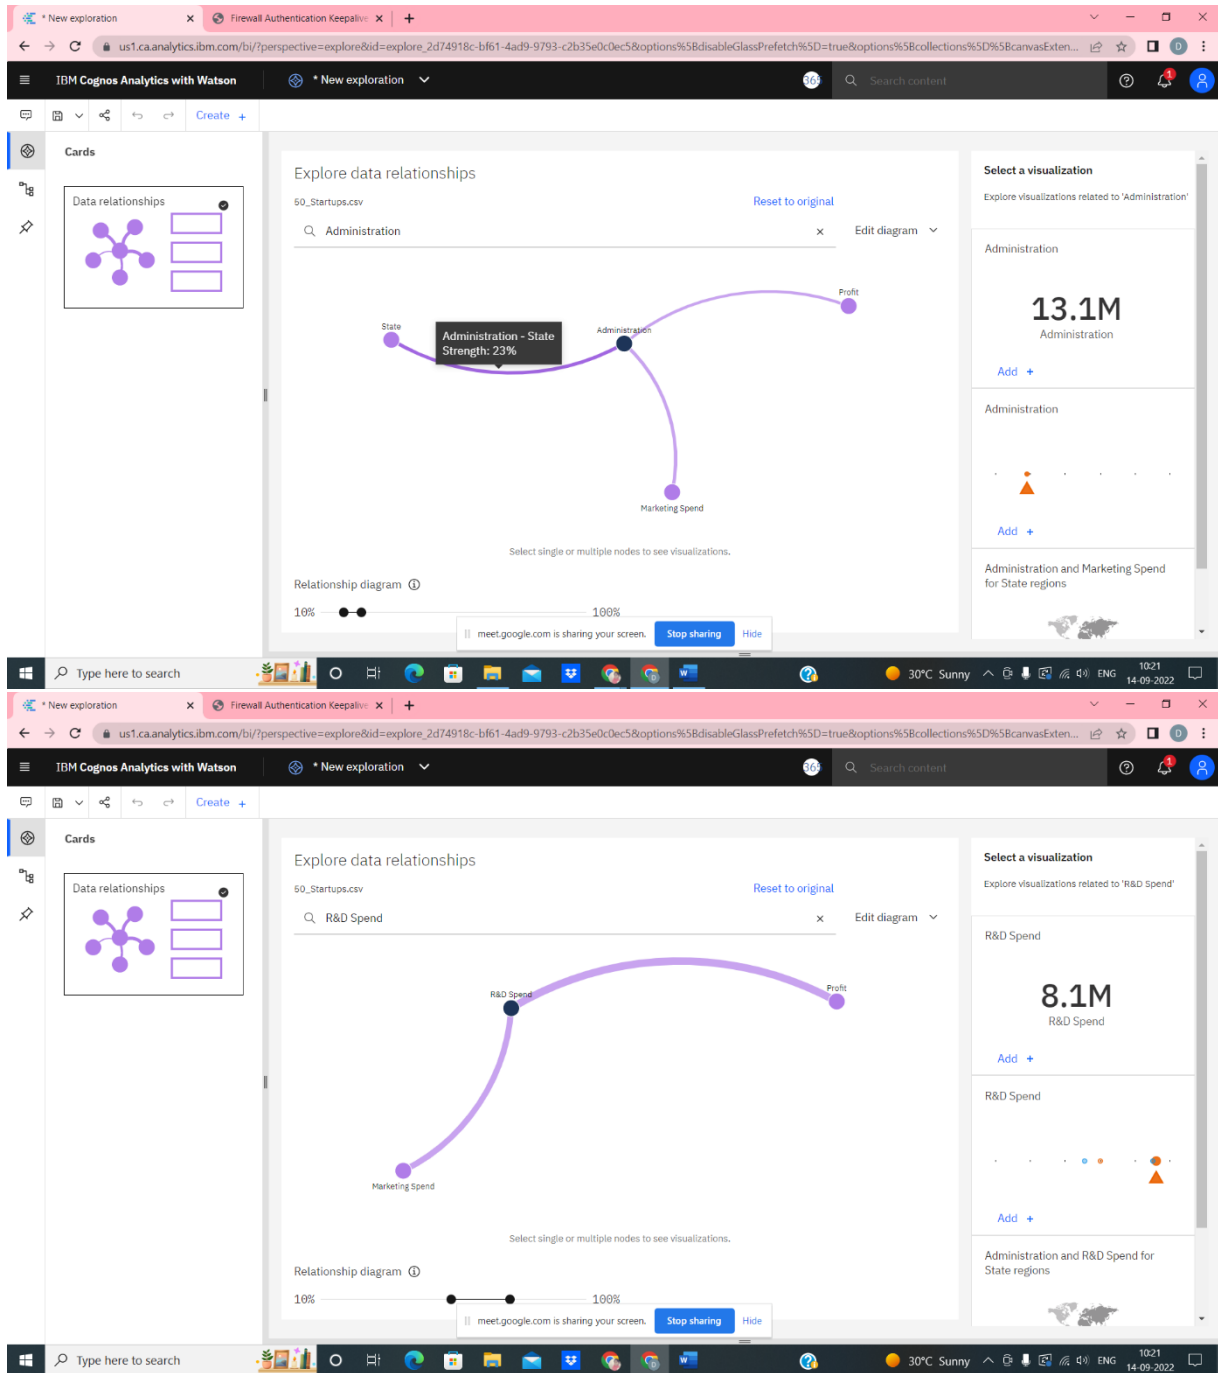 * New exploration
Firewall Authentication Keepalive
us1.ca.analytics.ibm.com/bi/?perspective=explore&id=explore_2d74918c-bf61-4ad9-9793-c2b35e0c0ec5&options%5BdisableGlassPrefetch%5D=true&options%5Bcollections%5D%5BcanvasExten...
D
IBM Cognos Analytics with Watson
* New exploration
Search content
1
Create +
Cards
Data relationships
Explore data relationships
50_Startups.csv
Reset to original
Administration
Edit diagram
Profit
State
Administration
Administration - State
Strength: 23%
Marketing Spend
Select single or multiple nodes to see visualizations.
Relationship diagram
10%
100%
Select a visualization
Explore visualizations related to 'Administration'
Administration
13.1M
Administration
Add +
Administration
Add +
Administration and Marketing Spend
for State regions
meet.google.com is sharing your screen.
Stop sharing
Hide
Type here to search
30°C Sunny
ENG
10:21
14-09-2022
* New exploration
Firewall Authentication Keepalive
us1.ca.analytics.ibm.com/bi/?perspective=explore&id=explore_2d74918c-bf61-4ad9-9793-c2b35e0c0ec5&options%5BdisableGlassPrefetch%5D=true&options%5Bcollections%5D%5BcanvasExten...
D
IBM Cognos Analytics with Watson
* New exploration
Search content
1
Create +
Cards
Data relationships
Explore data relationships
50_Startups.csv
Reset to original
R&D Spend
Edit diagram
R&D Spend
Profit
Marketing Spend
Select single or multiple nodes to see visualizations.
Relationship diagram
10%
100%
Select a visualization
Explore visualizations related to 'R&D Spend'
R&D Spend
8.1M
R&D Spend
Add +
R&D Spend
Add +
Administration and R&D Spend for
State regions
meet.google.com is sharing your screen.
Stop sharing
Hide
Type here to search
30°C Sunny
ENG
10:21
14-09-2022